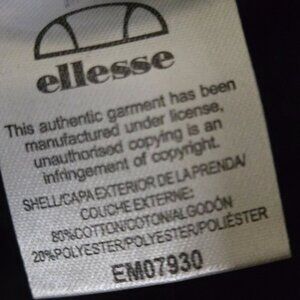 ellesse
This authentic garment has been
manufactured under license,
unauthorised copying is an
infringement of copyright.
SHELL/CAPA EXTERIOR DE LA PRENDA/
COUCHE EXTERNE:
80%COTTON/COTON/ALGODÓN
20%POLYESTER/POLYESTER/POLIÉSTER
EM07930